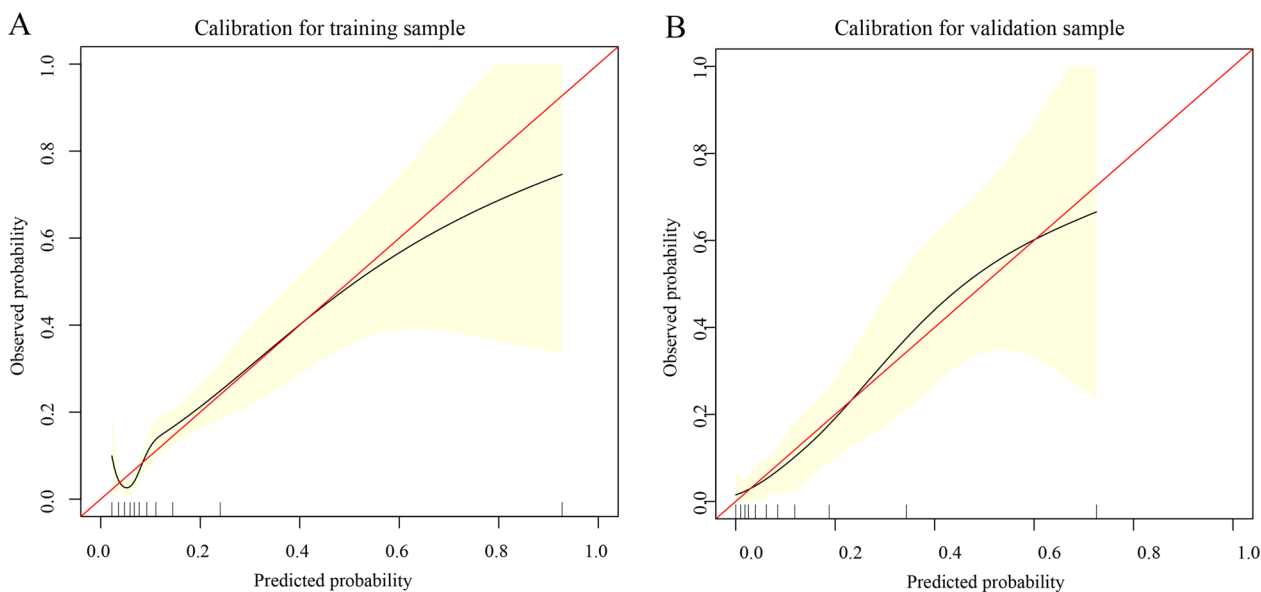 A
Calibration for training sample
Observed probability
1.0
0.8
0.6
0.4
0.2
0.0
0.0 0.2 0.4 0.6 0.8 1.0
Predicted probability
B
Calibration for validation sample
Observed probability
1.0
0.8
0.6
0.4
0.2
0.0
0.0 0.2 0.4 0.6 0.8 1.0
Predicted probability